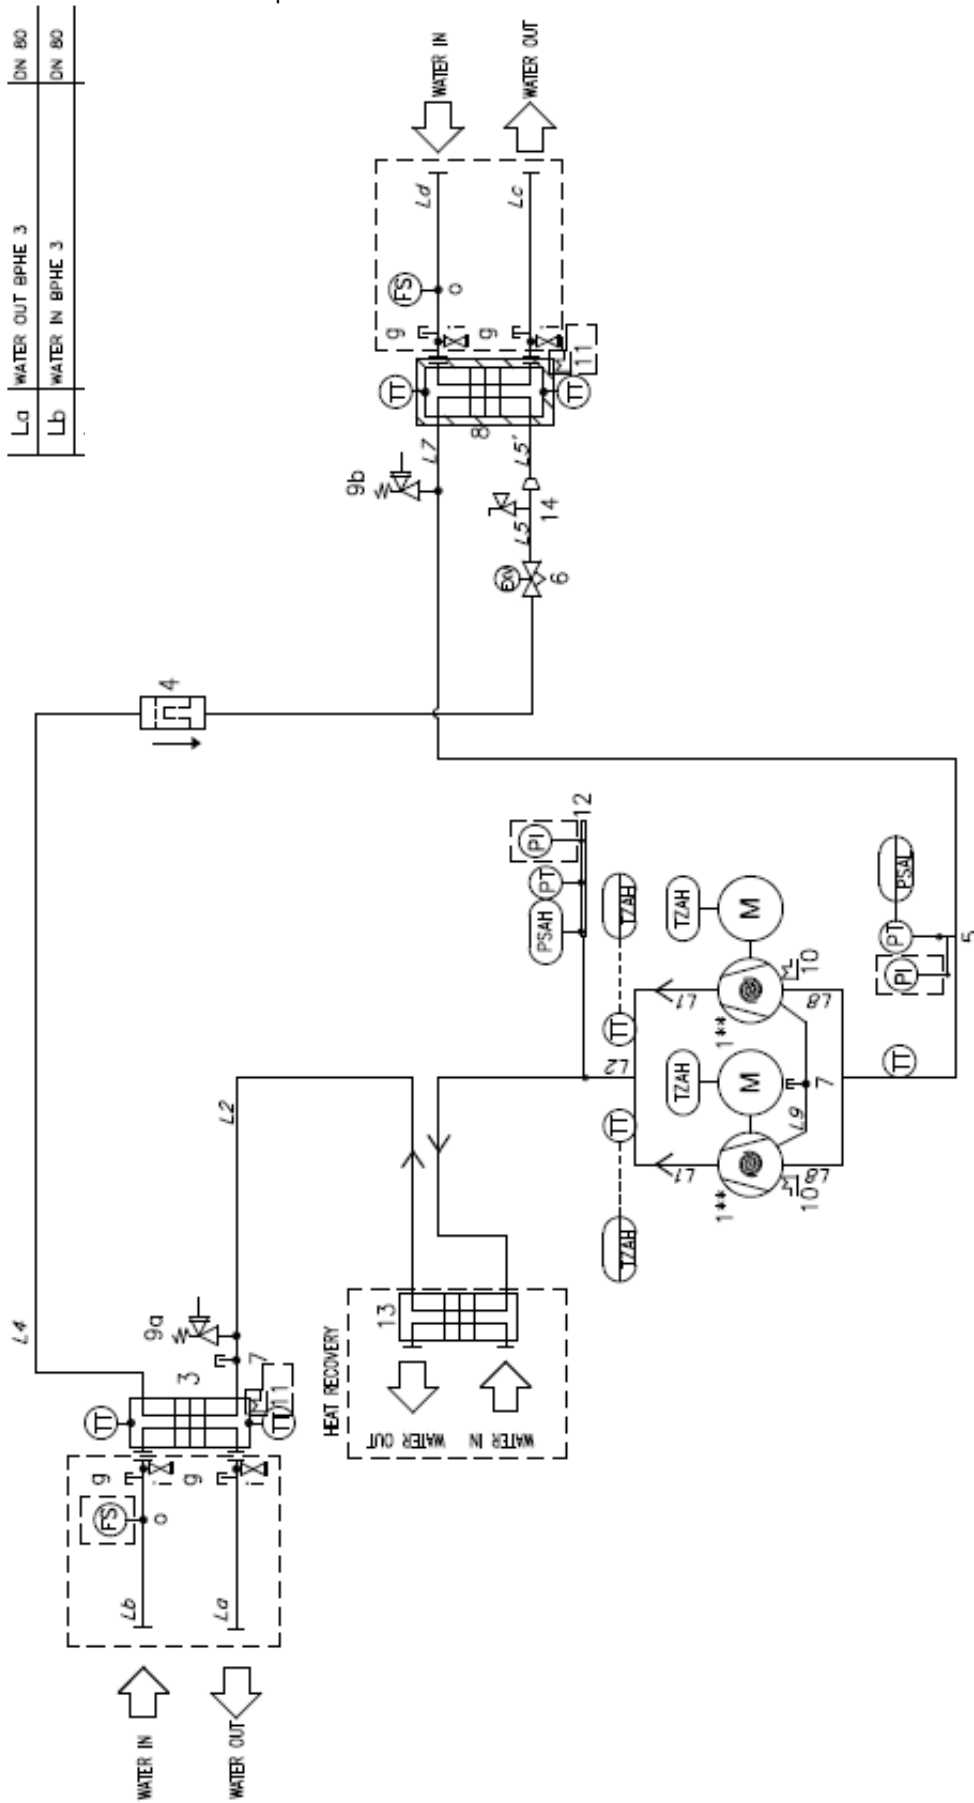 La WATER OUT BPHE 3 DN 80
Lb WATER IN BPHE 3 DN 80
WATER IN
WATER OUT
Ld
Lc
FS
o
g
i
g
i
11
TT
TT
8
L7
L5'
9b
14
L5
EXV
6
4
L4
12
PI
PT
PSAH
TZAH
TZAH
M
PSAL
PT
PI
5
10
L1
L8
1**
TT
L2
TZAH
M
7
L9
TT
TT
L1
L8
1**
10
TZAH
L2
9a
7
3
11
TT
TT
HEAT RECOVERY
13
WATER OUT
WATER IN
g
i
g
i
FS
o
Lb
La
WATER IN
WATER OUT